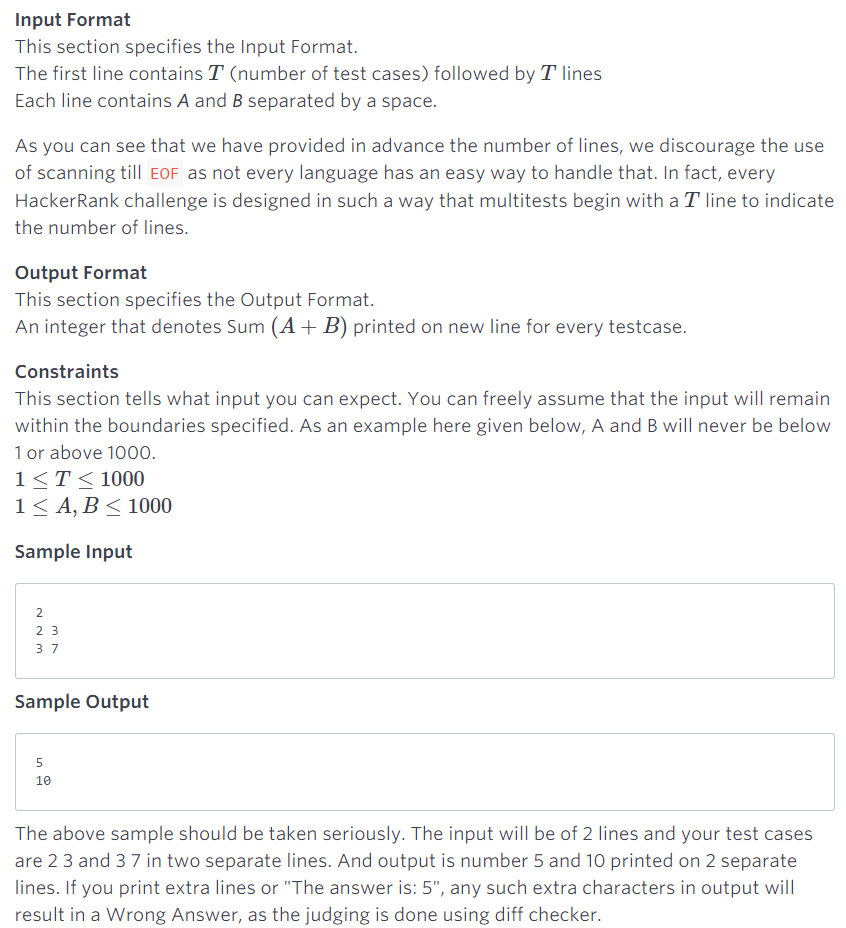 Input Format
This section specifies the Input Format.
The first line contains T (number of test cases) followed by T lines
Each line contains A and B separated by a space.
As you can see that we have provided in advance the number of lines, we discourage the use
of scanning till EOF as not every language has an easy way to handle that. In fact, every
HackerRank challenge is designed in such a way that multitests begin with a T line to indicate
the number of lines.
Output Format
This section specifies the Output Format.
An integer that denotes Sum (A + B) printed on new line for every testcase.
Constraints
This section tells what input you can expect. You can freely assume that the input will remain
within the boundaries specified. As an example here given below, A and B will never be below
1 or above 1000.
1 ≤ T ≤ 1000
1 ≤ A, B ≤ 1000
Sample Input
2
2 3
3 7
Sample Output
5
10
The above sample should be taken seriously. The input will be of 2 lines and your test cases
are 2 3 and 3 7 in two separate lines. And output is number 5 and 10 printed on 2 separate
lines. If you print extra lines or "The answer is: 5", any such extra characters in output will
result in a Wrong Answer, as the judging is done using diff checker.